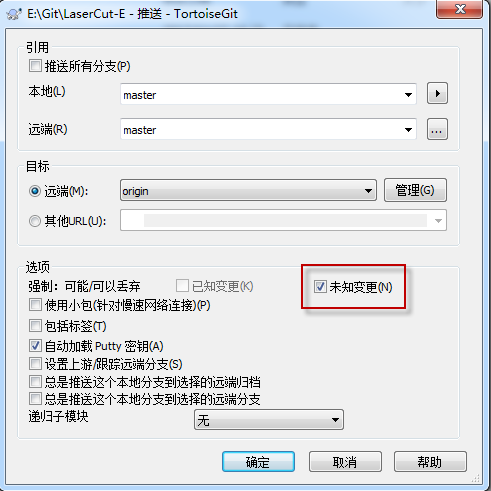 E:\Git\LaserCut-E - 推送 - TortoiseGit
引用
推送所有分支(P)
本地(L)
master
远端(R)
master
...
目标
远端(M):
origin
管理(G)
其他URL(U):
选项
强制：可能/可以丢弃 已知变更(K) 未知变更(N)
使用小包(针对慢速网络连接)(P)
包括标签(T)
自动加载 Putty 密钥(A)
设置上游/跟踪远端分支(S)
总是推送这个本地分支到选择的远端归档
总是推送这个本地分支到选择的远端分支
递归子模块
无
确定 取消 帮助